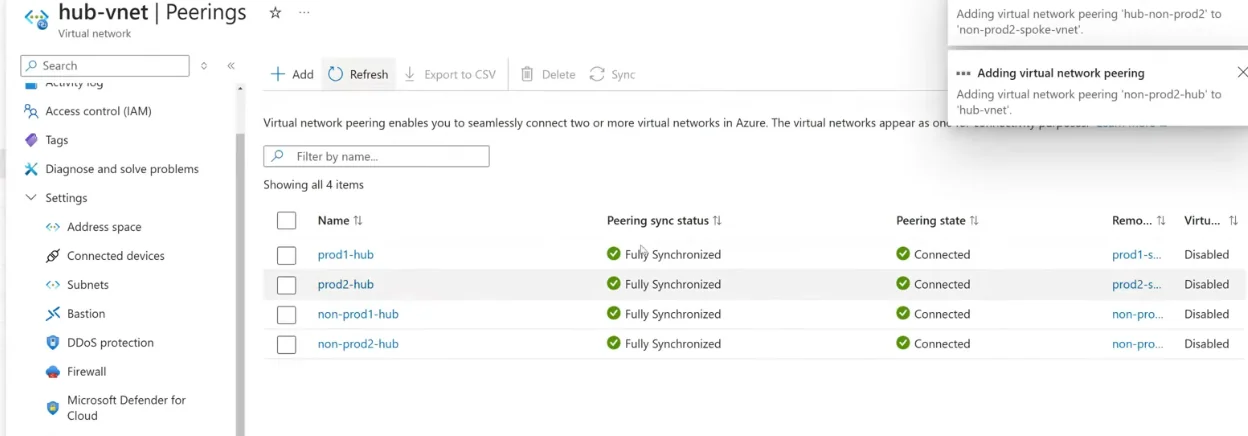 hub-vnet | Peerings
Virtual network
Adding virtual network peering 'hub-non-prod2' to
'non-prod2-spoke-vnet'.
Adding virtual network peering
Adding virtual network peering 'non-prod2-hub' to
'hub-vnet'.
Search
Activity log
Access control (IAM)
Tags
Diagnose and solve problems
Settings
Address space
Connected devices
Subnets
Bastion
DDoS protection
Firewall
Microsoft Defender for
Cloud
Add Refresh Export to CSV Delete Sync
Virtual network peering enables you to seamlessly connect two or more virtual networks in Azure. The virtual networks appear as one for connectivity purposes. Learn more
Filter by name...
Showing all 4 items
Name Peering sync status Peering state Remo... Virtu...
prod1-hub Fully Synchronized Connected prod1-s... Disabled
prod2-hub Fully Synchronized Connected prod2-s... Disabled
non-prod1-hub Fully Synchronized Connected non-pro... Disabled
non-prod2-hub Fully Synchronized Connected non-pro... Disabled